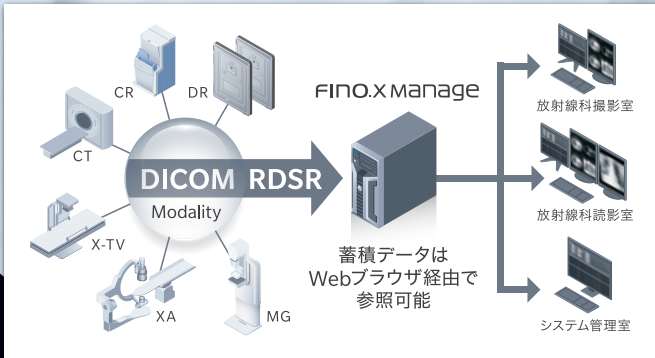 CR
DR
CT
DICOM RDSR
Modality
X-TV
XA
MG
FINO.XManage
蓄積データは
Webブラウザ経由で
参照可能
放射線科撮影室
放射線科読影室
システム管理室